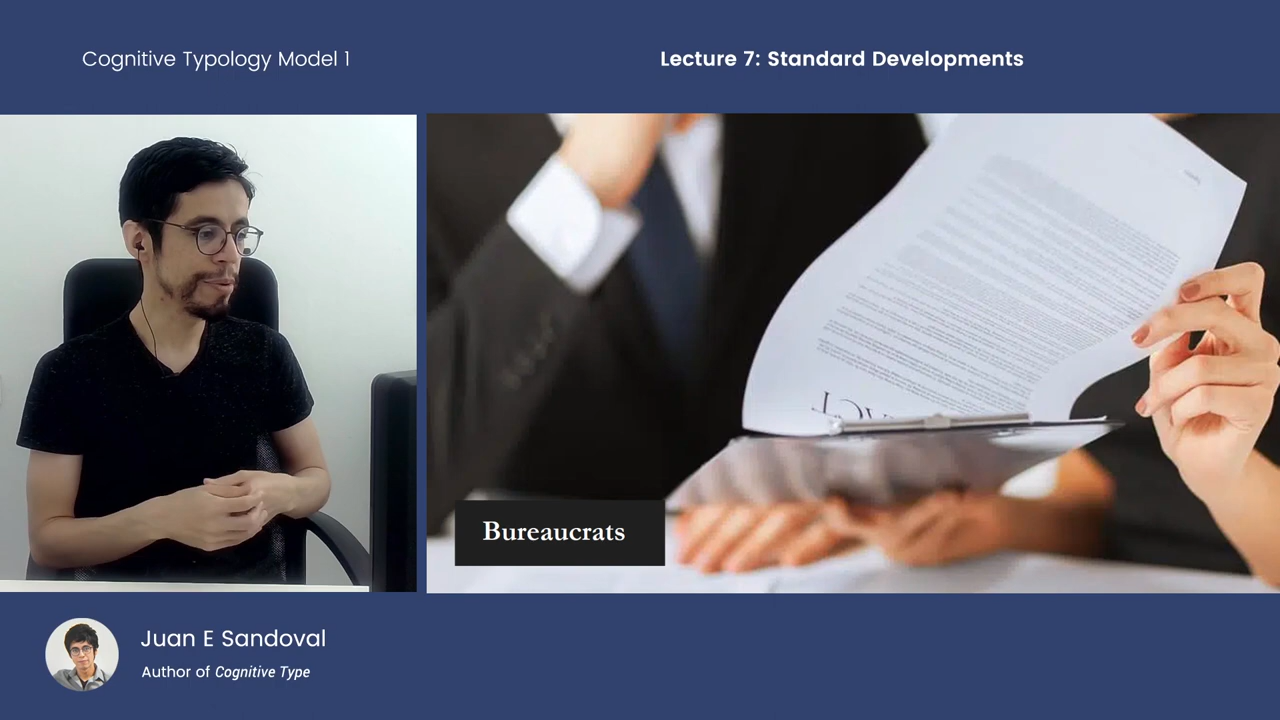 Cognitive Typology Model 1
Lecture 7: Standard Developments
Bureaucrats
Juan E Sandoval
Author of Cognitive Type